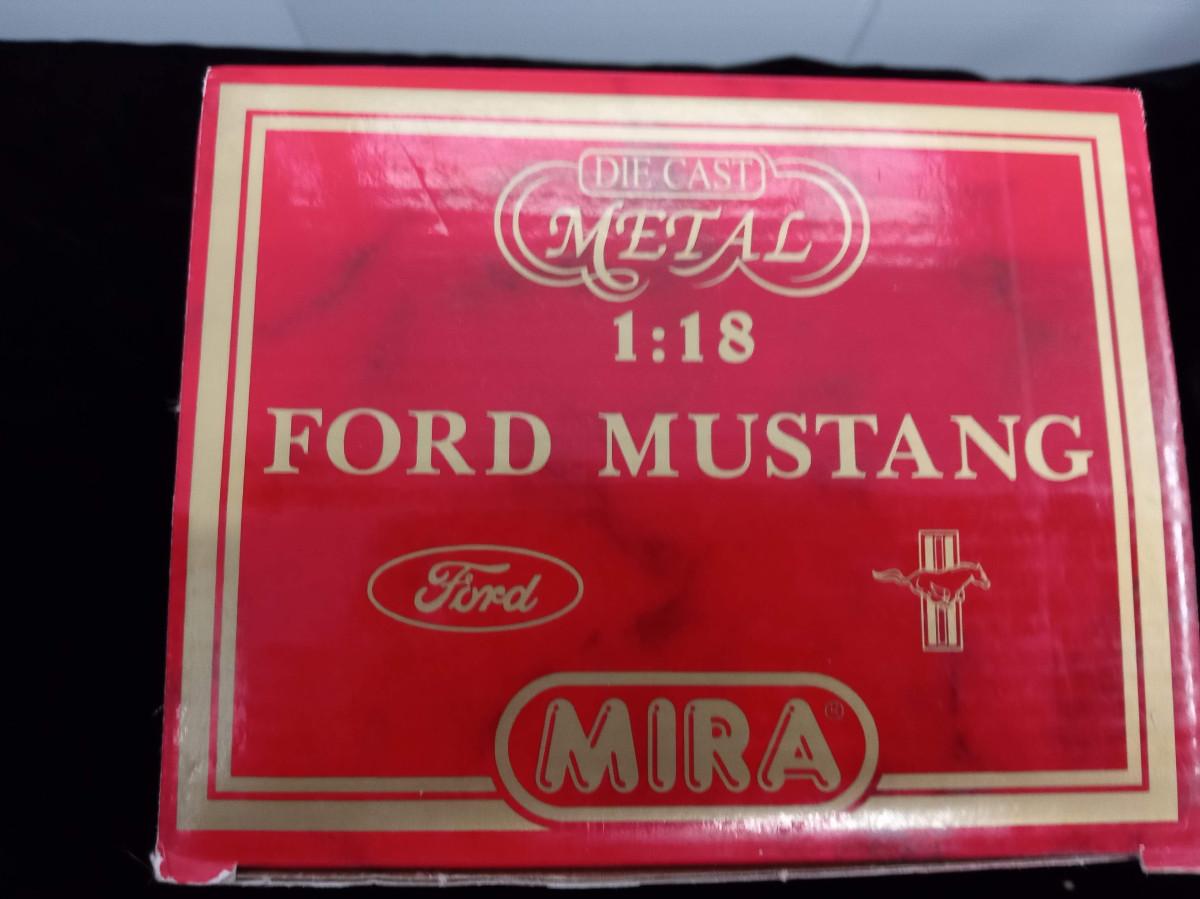 DIE CAST
METAL
1:18
FORD MUSTANG
Ford
MIRA®